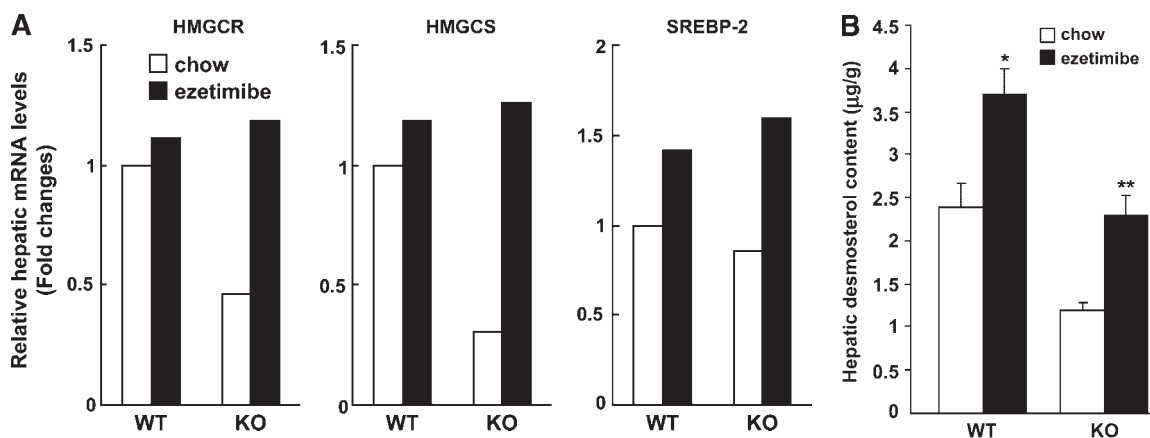 A
HMGCR
HMGCS
SREBP-2
Relative hepatic mRNA levels
(Fold changes)
1.5
1
0.5
0
chow
ezetimibe
WT
KO
1.5
1
0.5
0
WT
KO
2
1.5
1
0.5
0
WT
KO
B
chow
ezetimibe
Hepatic desmosterol content (µg/g)
4.5
4
3.5
3
2.5
2
1.5
1
0.5
0
*
**
WT
KO